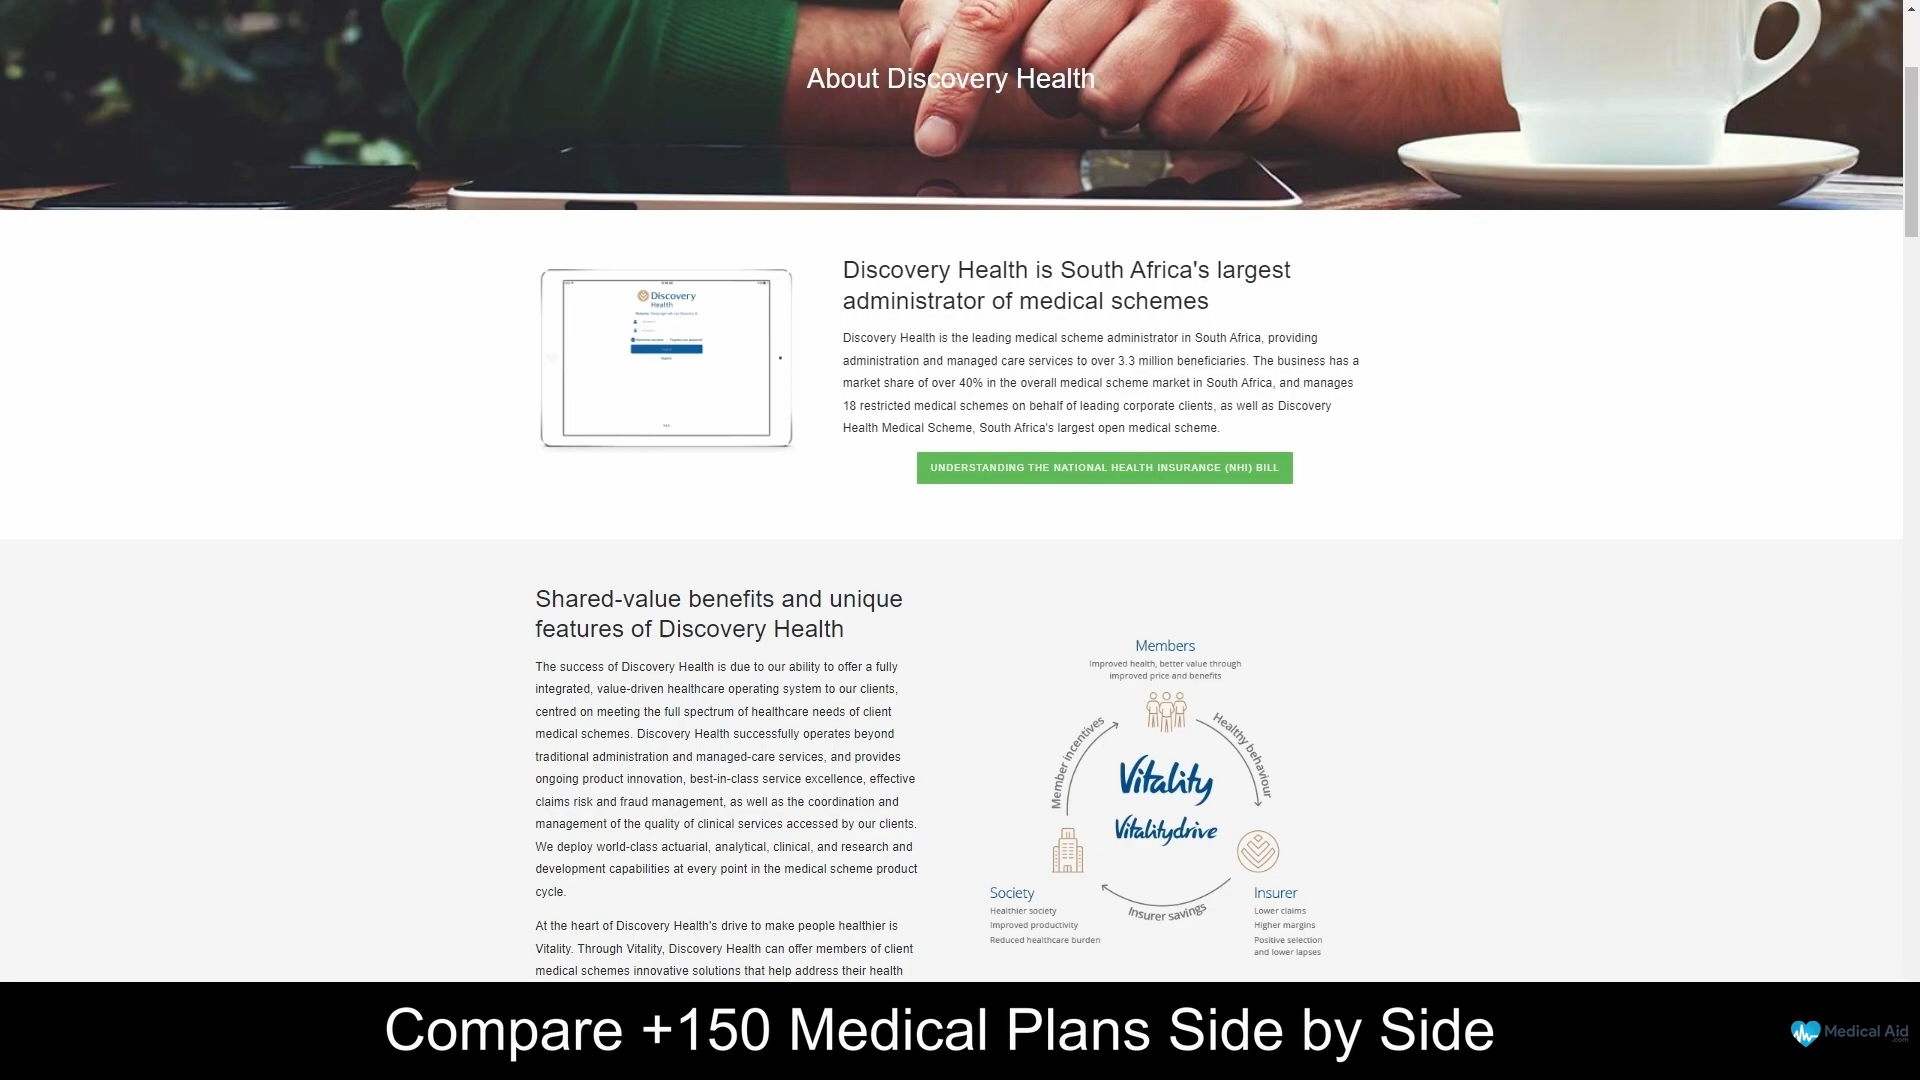 About Discovery Health
Discovery
Health
Discovery Health is South Africa's largest
administrator of medical schemes
Discovery Health is the leading medical scheme administrator in South Africa, providing
administration and managed care services to over 3.3 million beneficiaries. The business has a
market share of over 40% in the overall medical scheme market in South Africa, and manages
18 restricted medical schemes on behalf of leading corporate clients, as well as Discovery
Health Medical Scheme, South Africa's largest open medical scheme.
UNDERSTANDING THE NATIONAL HEALTH INSURANCE (NHI) BILL
Shared-value benefits and unique
features of Discovery Health
The success of Discovery Health is due to our ability to offer a fully
integrated, value-driven healthcare operating system to our clients,
centred on meeting the full spectrum of healthcare needs of client
medical schemes. Discovery Health successfully operates beyond
traditional administration and managed-care services, and provides
ongoing product innovation, best-in-class service excellence, effective
claims risk and fraud management, as well as the coordination and
management of the quality of clinical services accessed by our clients.
We deploy world-class actuarial, analytical, clinical, and research and
development capabilities at every point in the medical scheme product
cycle.
At the heart of Discovery Health's drive to make people healthier is
Vitality. Through Vitality, Discovery Health can offer members of client
medical schemes innovative solutions that help address their health
Members
Improved health, better value through
improved price and benefits
Member incentives
Healthy behaviour
Vitality
Vitalitydrive
Society
Healthier society
Improved productivity
Reduced healthcare burden
Insurer savings
Insurer
Lower claims
Higher margins
Positive selection
and lower lapses
Compare +150 Medical Plans Side by Side
Medical Aid
.com